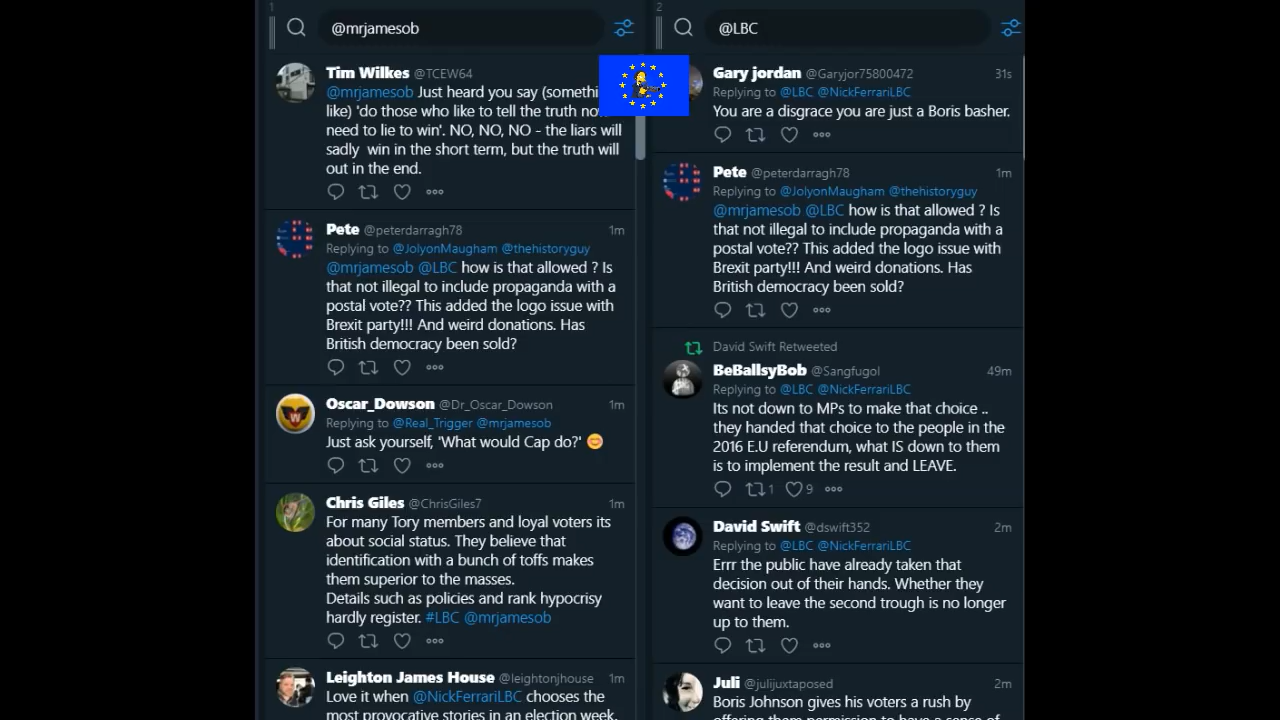 1
@mrjamesob
Tim Wilkes @TCEW64
@mrjamesob Just heard you say (somethi
like) 'do those who like to tell the truth no
need to lie to win'. NO, NO, NO - the liars will
sadly win in the short term, but the truth will
out in the end.
Pete @peterdarragh78 1m
Replying to @JolyonMaugham @thehistoryguy
@mrjamesob @LBC how is that allowed ? Is
that not illegal to include propaganda with a
postal vote?? This added the logo issue with
Brexit party!!! And weird donations. Has
British democracy been sold?
Oscar_Dowson @Dr_Oscar_Dowson 1m
Replying to @Real_Trigger @mrjamesob
Just ask yourself, 'What would Cap do?' 😊
Chris Giles @ChrisGiles7 1m
For many Tory members and loyal voters its
about social status. They believe that
identification with a bunch of toffs makes
them superior to the masses.
Details such as policies and rank hypocrisy
hardly register. #LBC @mrjamesob
Leighton James House @leightonjhouse 1m
Love it when @NickFerrariLBC chooses the
most provocative stories in an election week.
2
@LBC
Gary jordan @Garyjor75800472 31s
Replying to @LBC @NickFerrariLBC
You are a disgrace you are just a Boris basher.
Pete @peterdarragh78 1m
Replying to @JolyonMaugham @thehistoryguy
@mrjamesob @LBC how is that allowed ? Is
that not illegal to include propaganda with a
postal vote?? This added the logo issue with
Brexit party!!! And weird donations. Has
British democracy been sold?
David Swift Retweeted
BeBallsyBob @Sangfugol 49m
Replying to @LBC @NickFerrariLBC
Its not down to MPs to make that choice ..
they handed that choice to the people in the
2016 E.U referendum, what IS down to them
is to implement the result and LEAVE.
1 9
David Swift @dswift352 2m
Replying to @LBC @NickFerrariLBC
Errr the public have already taken that
decision out of their hands. Whether they
want to leave the second trough is no longer
up to them.
Juli @julijuxtaposed 2m
Boris Johnson gives his voters a rush by
offering them permission to have a sense of